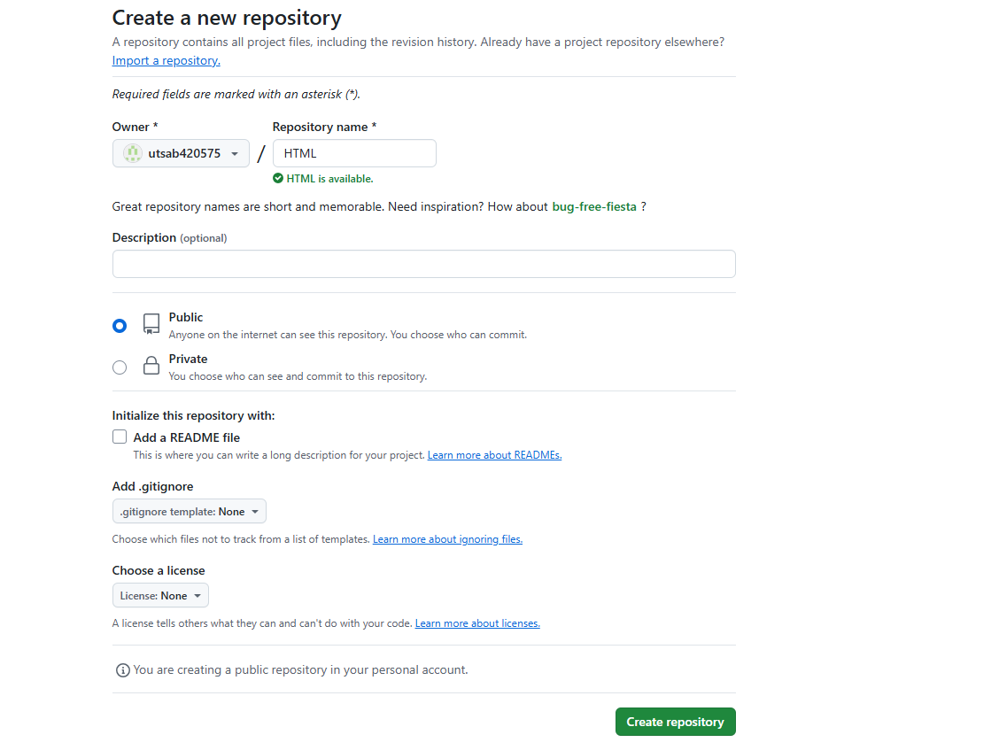 Create a new repository
A repository contains all project files, including the revision history. Already have a project repository elsewhere?
Import a repository.
Required fields are marked with an asterisk (*).
Owner *
Repository name *
utsab420575
/
HTML
HTML is available.
Great repository names are short and memorable. Need inspiration? How about bug-free-fiesta ?
Description (optional)
Public
Anyone on the internet can see this repository. You choose who can commit.
Private
You choose who can see and commit to this repository.
Initialize this repository with:
Add a README file
This is where you can write a long description for your project. Learn more about READMEs.
Add .gitignore
.gitignore template: None
Choose which files not to track from a list of templates. Learn more about ignoring files.
Choose a license
License: None
A license tells others what they can and can't do with your code. Learn more about licenses.
You are creating a public repository in your personal account.
Create repository